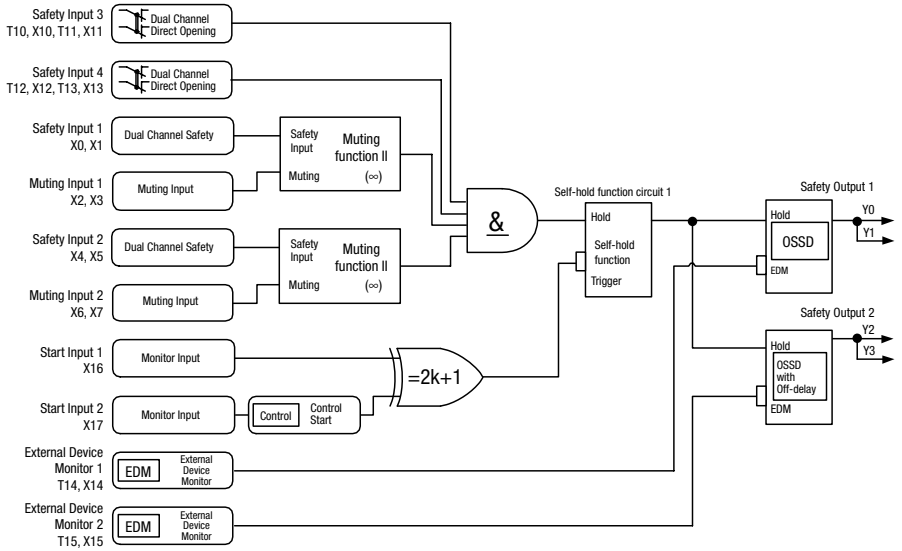 Safety Input 3
T10, X10, T11, X11
Dual Channel
Direct Opening
Safety Input 4
T12, X12, T13, X13
Dual Channel
Direct Opening
Safety Input 1
X0, X1
Dual Channel Safety
Safety
Input
Muting
Muting
function II
(∞)
Muting Input 1
X2, X3
Muting Input
Safety Input 2
X4, X5
Dual Channel Safety
Safety
Input
Muting
Muting
function II
(∞)
Muting Input 2
X6, X7
Muting Input
&
Self-hold function circuit 1
Hold
Self-hold
function
Trigger
Safety Output 1
Hold
OSSD
EDM
Y0
Y1
Safety Output 2
Hold
OSSD
with
Off-delay
EDM
Y2
Y3
Start Input 1
X16
Monitor Input
=2k+1
Start Input 2
X17
Monitor Input
Control
Control
Start
External Device
Monitor 1
T14, X14
EDM
External
Device
Monitor
External Device
Monitor 2
T15, X15
EDM
External
Device
Monitor